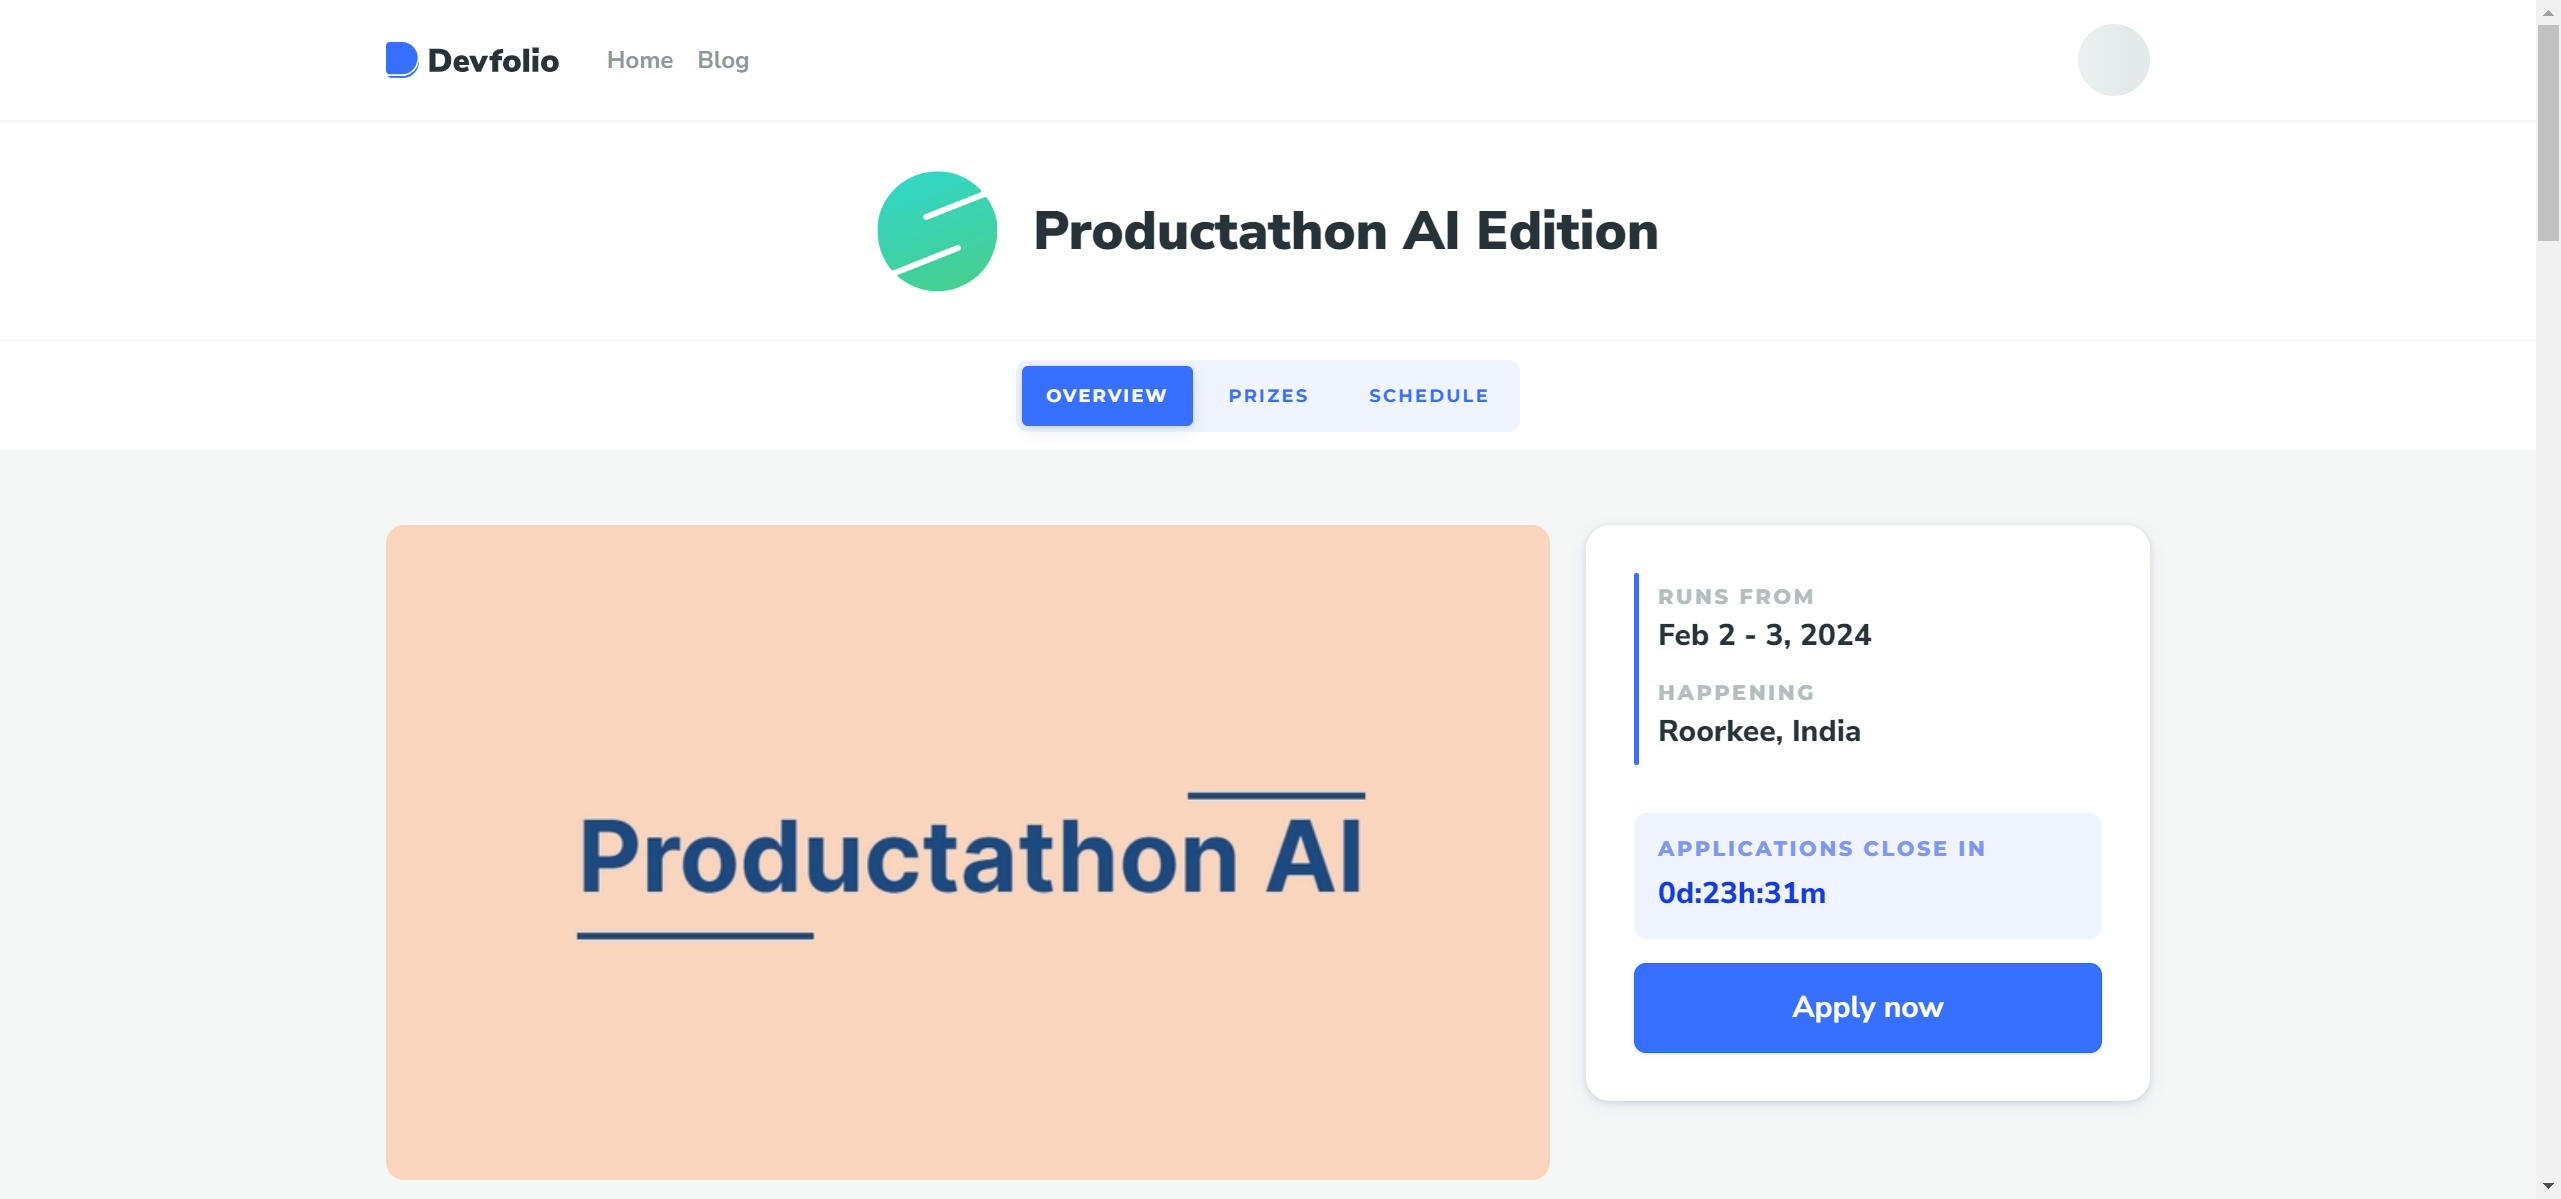 Devfolio
Home
Blog
Productathon AI Edition
OVERVIEW
PRIZES
SCHEDULE
Productathon AI
RUNS FROM
Feb 2 - 3, 2024
HAPPENING
Roorkee, India
APPLICATIONS CLOSE IN
0d:23h:31m
Apply now